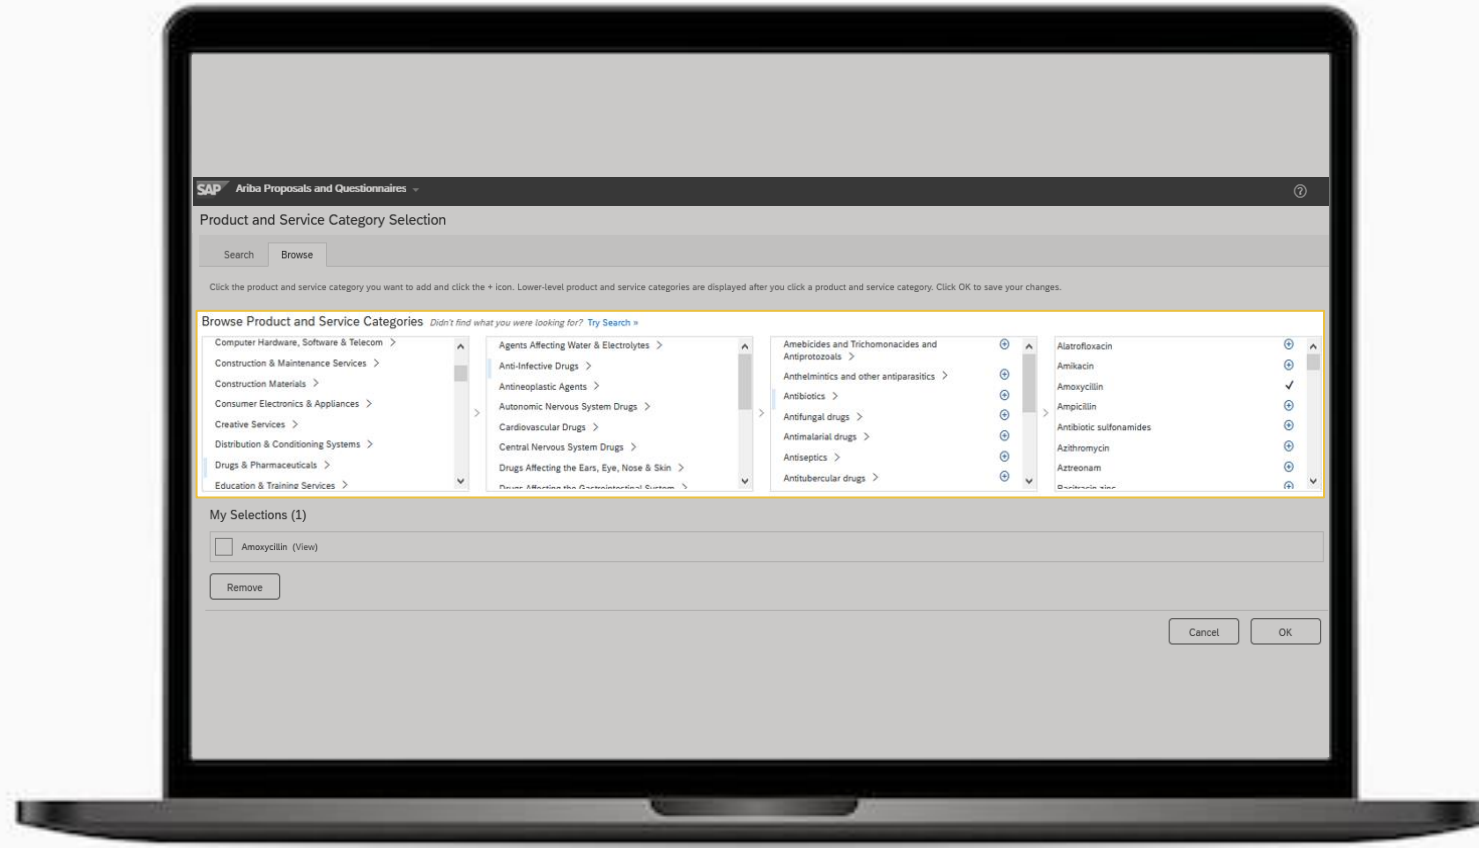 SAP Ariba Proposals and Questionnaires
Product and Service Category Selection
Search Browse
Click the product and service category you want to add and click the + icon. Lower-level product and service categories are displayed after you click a product and service category. Click OK to save your changes.
Browse Product and Service Categories Didn't find what you were looking for? Try Search »
Computer Hardware, Software & Telecom >
Construction & Maintenance Services >
Construction Materials >
Consumer Electronics & Appliances >
Creative Services >
Distribution & Conditioning Systems >
Drugs & Pharmaceuticals >
Education & Training Services >
Agents Affecting Water & Electrolytes >
Anti-Infective Drugs >
Antineoplastic Agents >
Autonomic Nervous System Drugs >
Cardiovascular Drugs >
Central Nervous System Drugs >
Drugs Affecting the Ears, Eye, Nose & Skin >
Drugs Affecting the Gastrointestinal System >
Amebicides and Trichomonacides and
Antiprotozoals >
Anthelmintics and other antiparasitics >
Antibiotics >
Antifungal drugs >
Antimalarial drugs >
Antiseptics >
Antitubercular drugs >
Alatrofloxacin
Amikacin
Amoxycillin
Ampicillin
Antibiotic sulfonamides
Azithromycin
Aztreonam
Bacitracin zinc
My Selections (1)
Amoxycillin (View)
Remove
Cancel OK